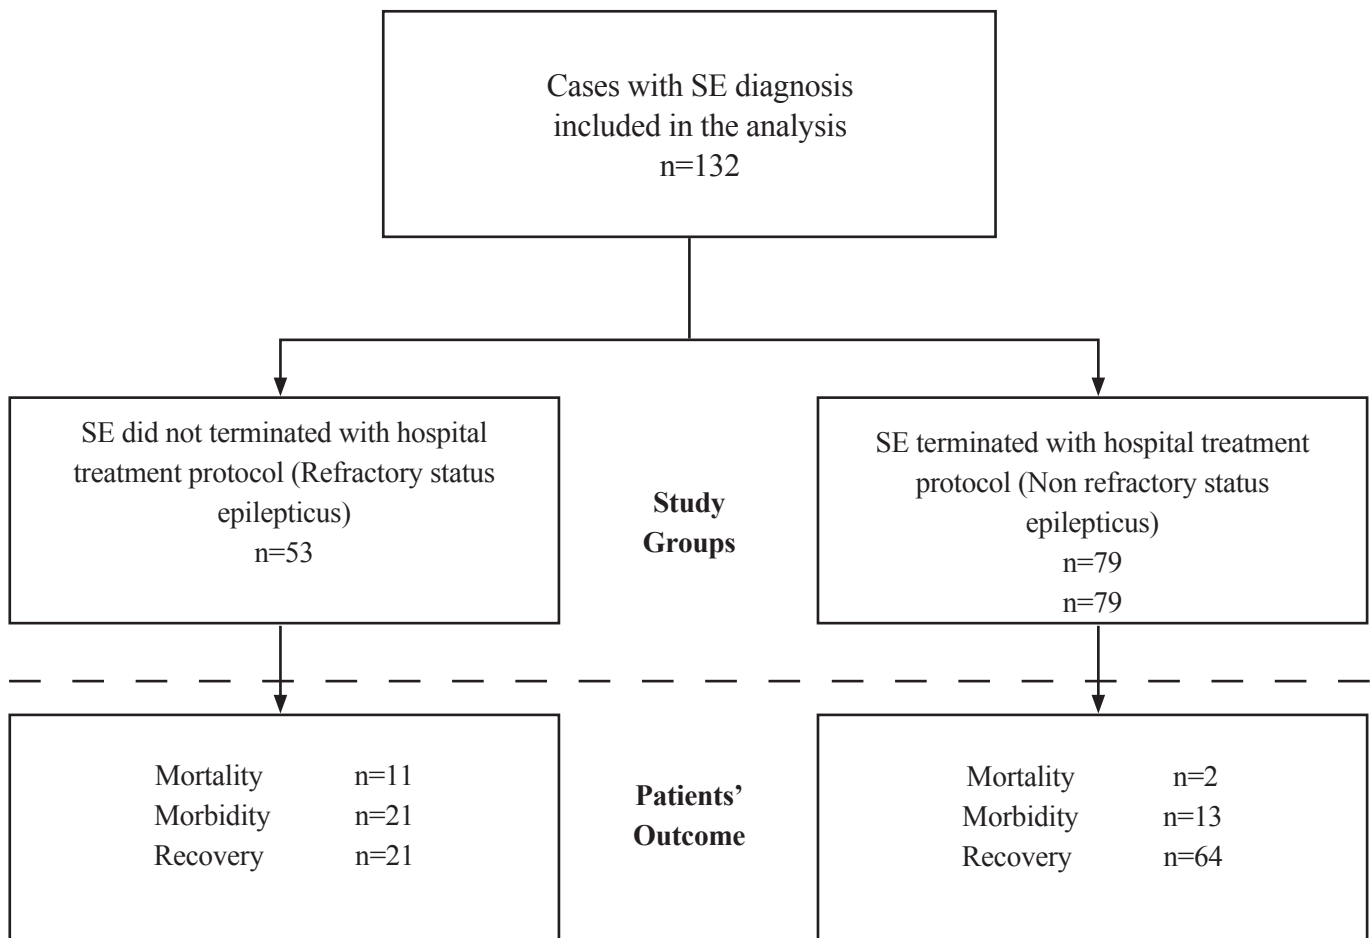 Cases with SE diagnosis
included in the analysis
n=132
SE did not terminated with hospital
treatment protocol (Refractory status
epilepticus)
n=53
Study
Groups
SE terminated with hospital treatment
protocol (Non refractory status
epilepticus)
n=79
n=79
Mortality n=11
Morbidity n=21
Recovery n=21
Patients’
Outcome
Mortality n=2
Morbidity n=13
Recovery n=64